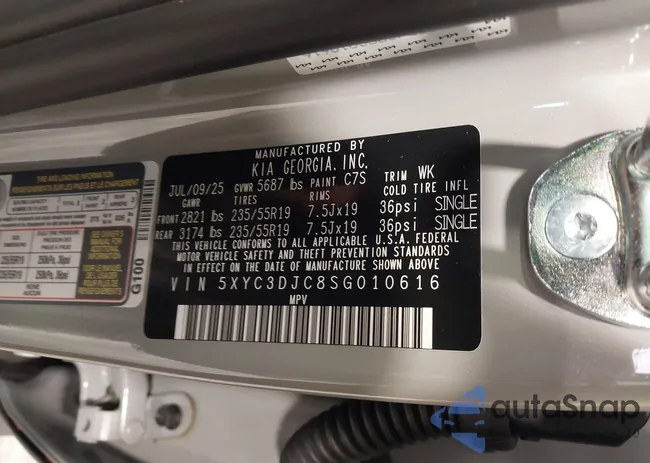 MANUFACTURED BY
KIA GEORGIA, INC.
JUL/09/25 GVWR 5687 lbs PAINT C7S TRIM WK
GAWR TIRE RIMS COLD TIRE INFL
FRONT 2821 lbs 235/55R19 7.5Jx19 36psi SINGLE
REAR 3174 lbs 235/55R19 7.5Jx19 36psi SINGLE
THIS VEHICLE CONFORMS TO ALL APPLICABLE U.S.A. FEDERAL
MOTOR VEHICLE SAFETY AND THEFT PREVENTION STANDARDS
IN EFFECT ON THE DATE OF MANUFACTURE SHOWN ABOVE
VIN 5XYC3DJC8SG010616
MPV
G100
autaSnap